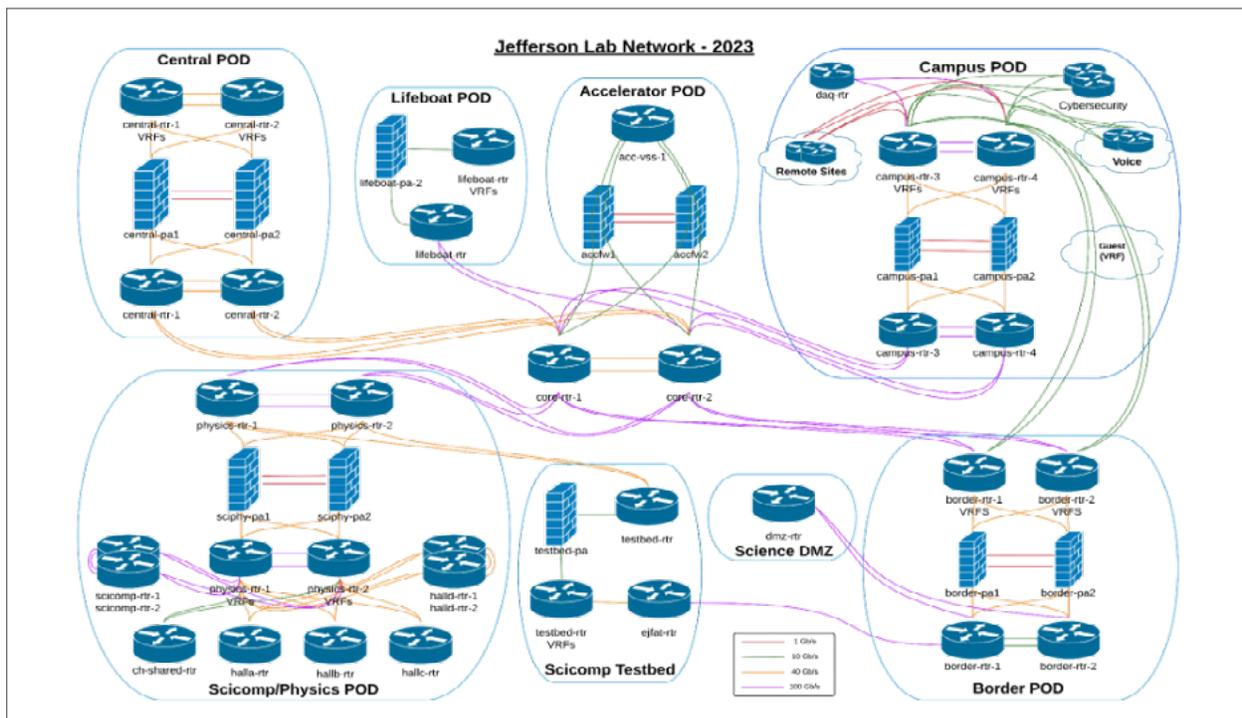 Jefferson Lab Network - 2023
Central POD
central-rtr-1
VRFs
central-rtr-2
VRFs
central-pa1
central-pa2
central-rtr-1
central-rtr-2
Lifeboat POD
lifeboat-pa-2
lifeboat-rtr
VRFs
lifeboat-rtr
Accelerator POD
acc-vss-1
accfw1
accfw2
Campus POD
daq-rtr
Cybersecurity
Remote Sites
Voice
campus-rtr-3
VRFs
campus-rtr-4
VRFs
Guest
(VRF)
campus-pa1
campus-pa2
campus-rtr-3
campus-rtr-4
core-rtr-1
core-rtr-2
physics-rtr-1
physics-rtr-2
sciphy-pa1
sciphy-pa2
scicomp-rtr-1
scicomp-rtr-2
physics-rtr-1
VRFs
physics-rtr-2
VRFs
halld-rtr-1
halld-rtr-2
ch-shared-rtr
halla-rtr
hallb-rtr
hallc-rtr
Scicomp/Physics POD
testbed-pa
testbed-rtr
testbed-rtr
VRFs
ejfat-rtr
Scicomp Testbed
dmz-rtr
Science DMZ
border-rtr-1
VRFS
border-rtr-2
VRFS
border-pa1
border-pa2
border-rtr-1
border-rtr-2
Border POD
1 Gb/s
10 Gb/s
40 Gb/s
100 Gb/s